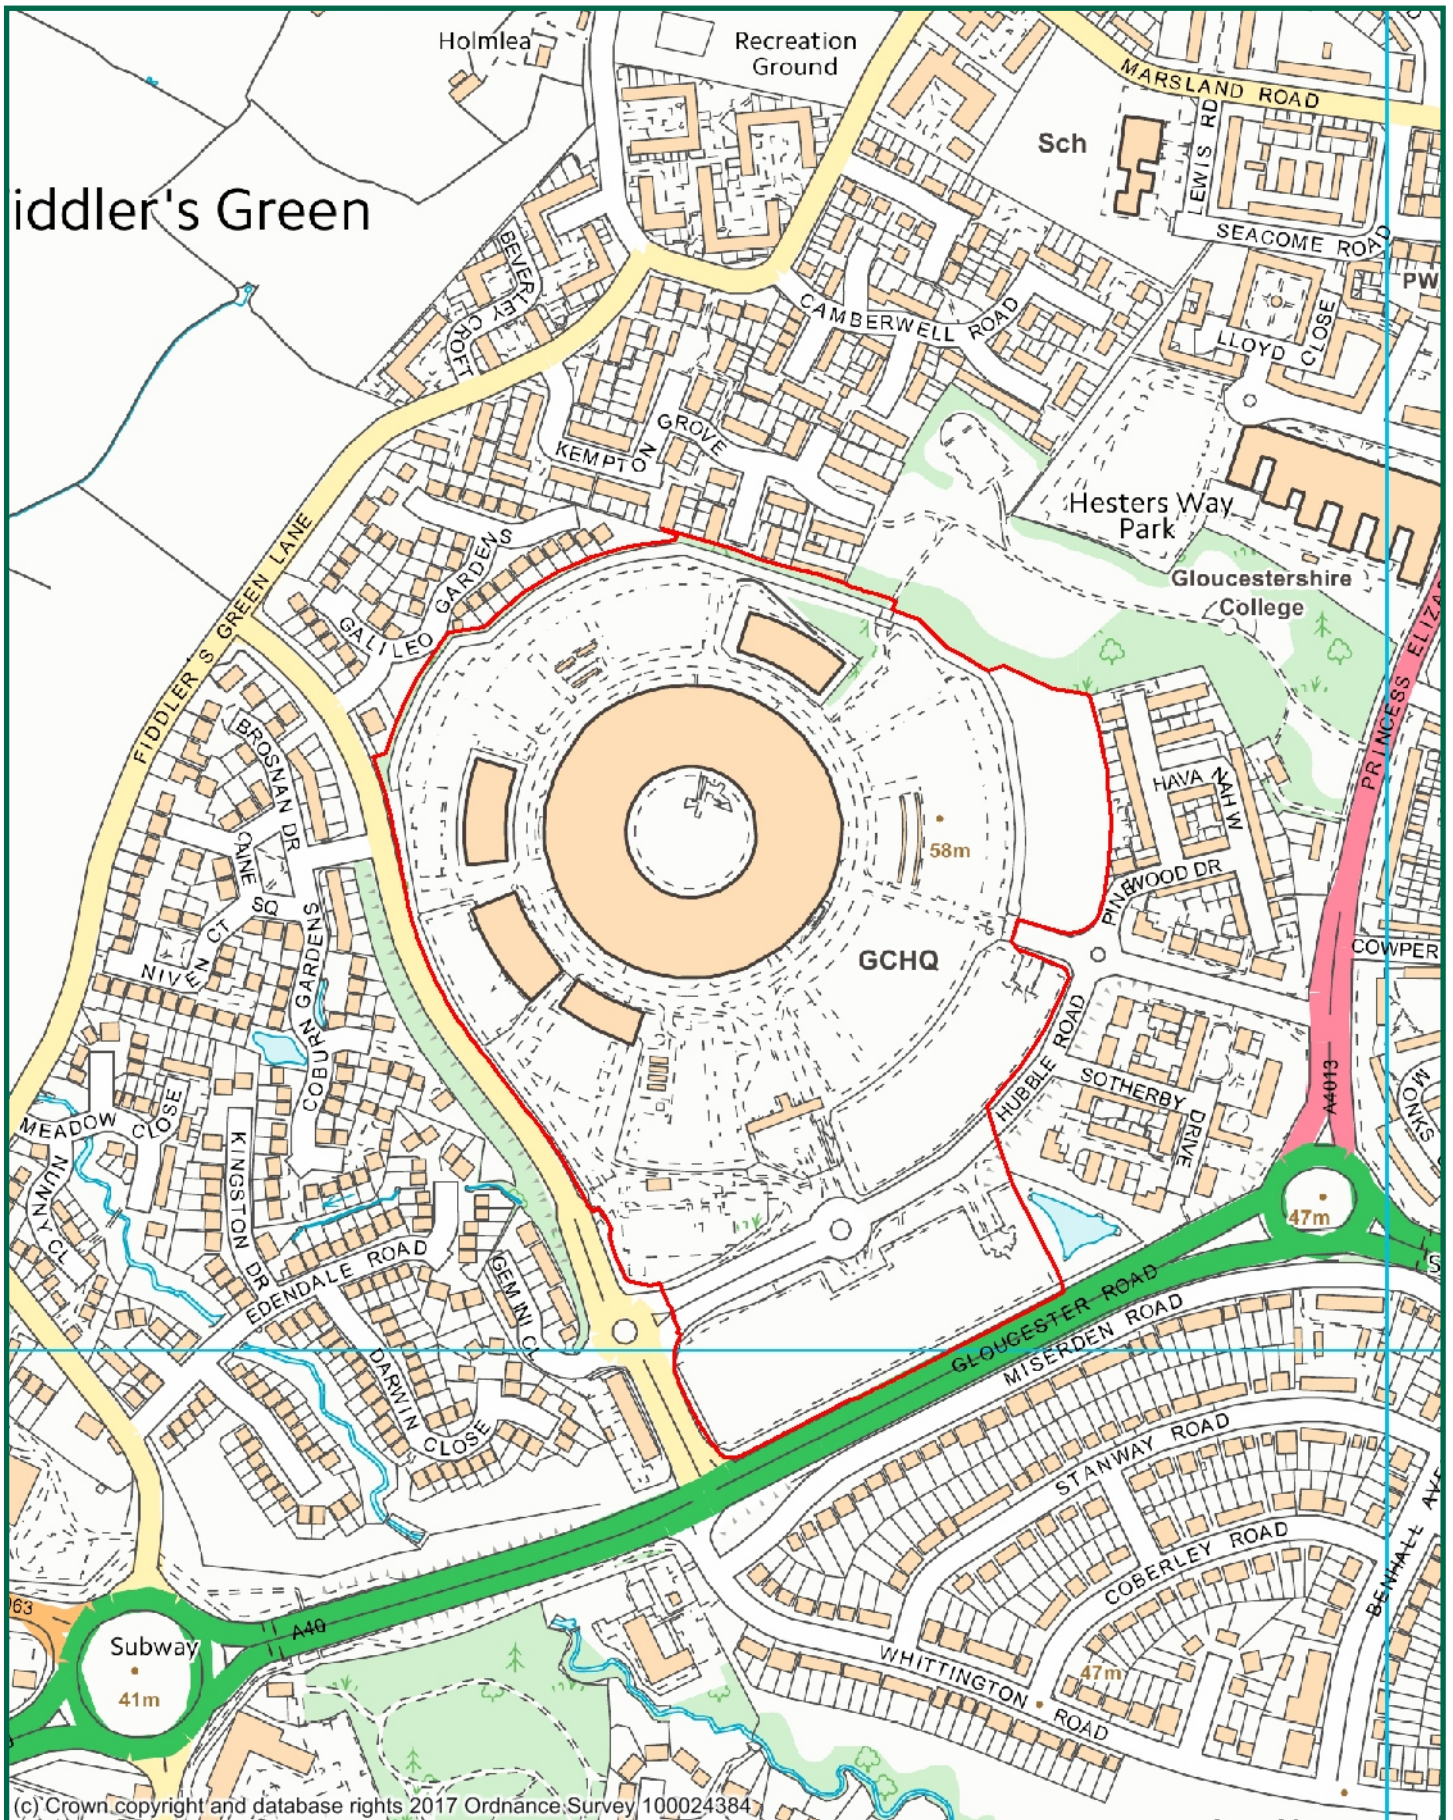 Holmlea
Recreation
Ground
MARSLAND ROAD
Sch
LEWIS RD
iddler's Green
SEACOME ROAD
PW
BEVERLEY CROFT
CAMBERWELL ROAD
LLOYD CLOSE
KEMPTON GROVE
Hesters Way
Park
Gloucestershire
College
FIDDLER'S GREEN LANE
GALILEO GARDENS
PRINCESS ELIZA
BROSNAN DR
HAVANNAH W
58m
CAINE SQ
PINEWOOD DR
NIVEN CT
COBURN GARDENS
GCHQ
COWPER
HUBBLE ROAD
SOTHERBY DRIVE
A4013
MONKS
MEADOW CLOSE
NUNNY CL
KINGSTON DR
47m
S
EDENDALE ROAD
GEMINI CL
GLOUCESTER ROAD
MISERDEN ROAD
DARWIN CLOSE
STANWAY ROAD
COBERLEY ROAD
BENHALL AVE
063
A40
Subway
41m
WHITTINGTON ROAD
47m
(c) Crown copyright and database rights 2017 Ordnance Survey 100024384